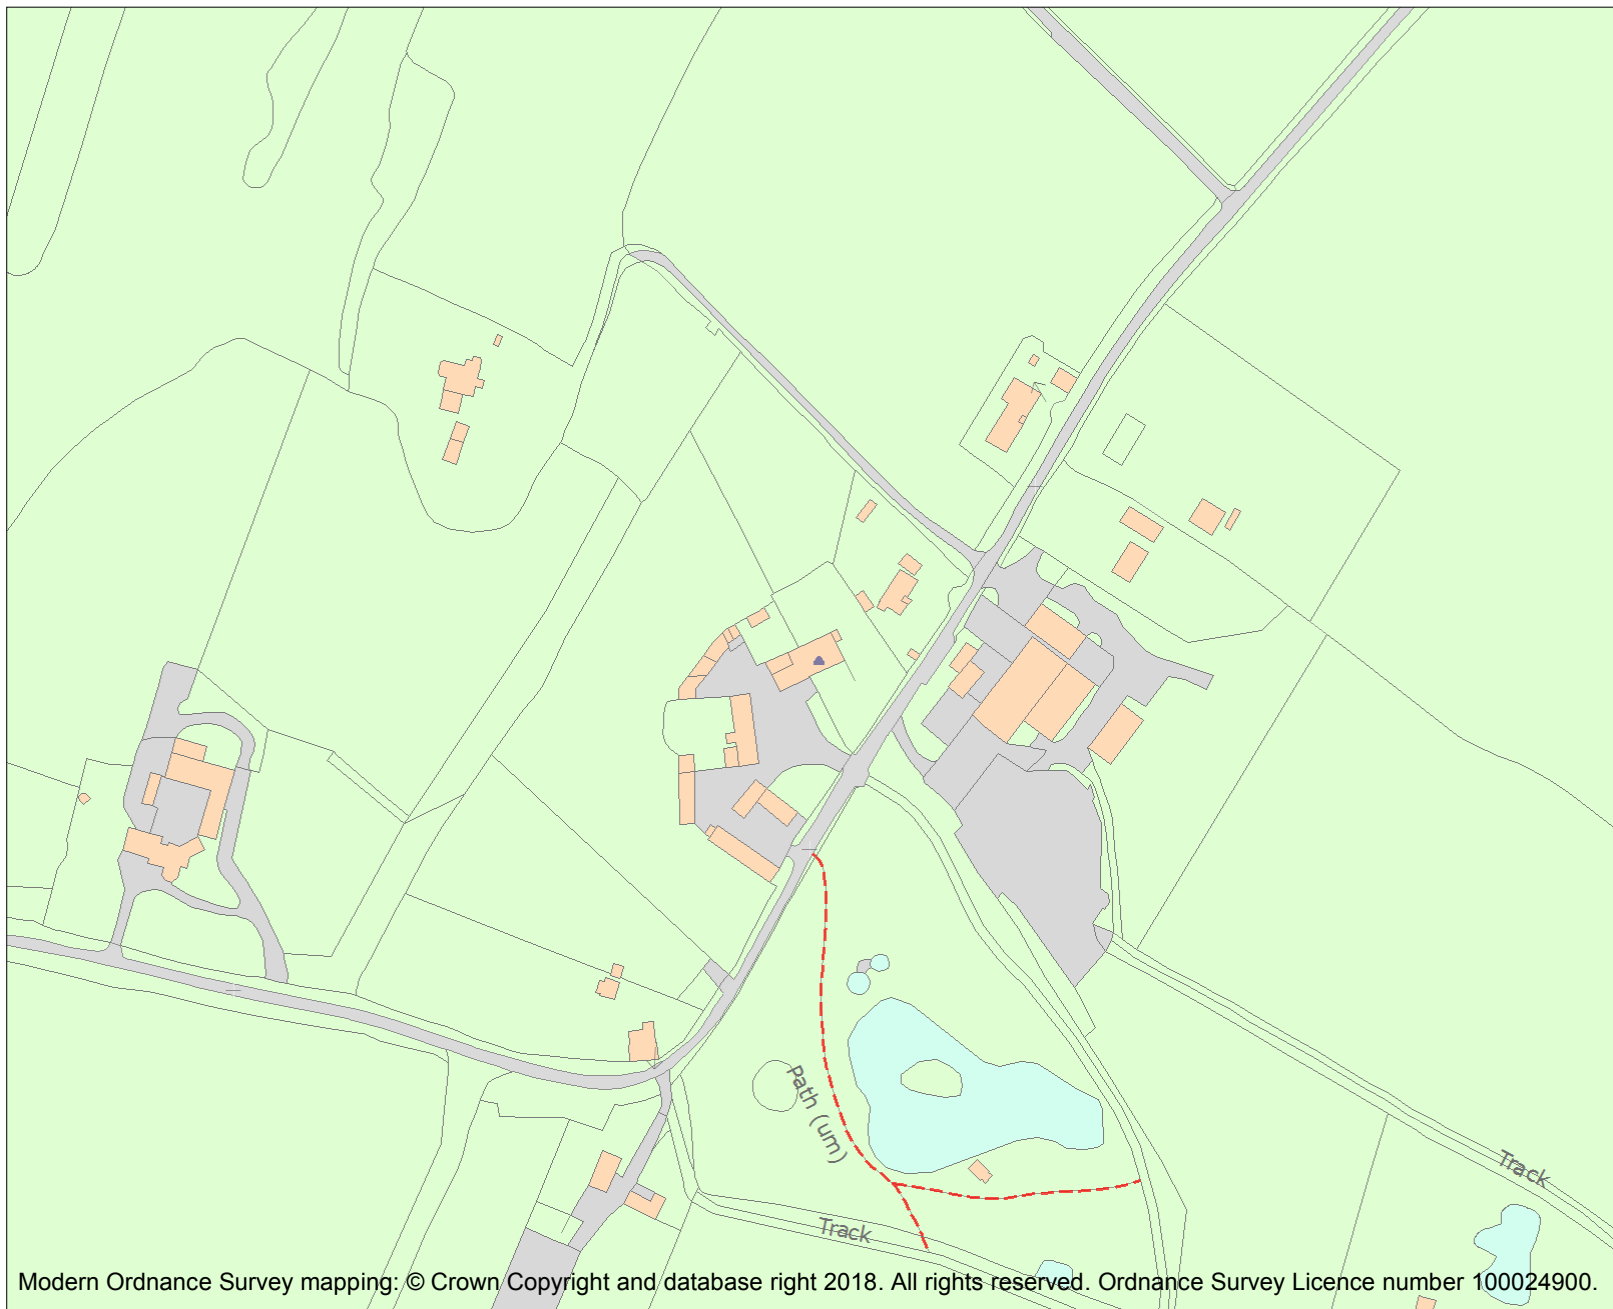 Path (um)
Track
Track
Modern Ordnance Survey mapping: © Crown Copyright and database right 2018. All rights reserved. Ordnance Survey Licence number 100024900.